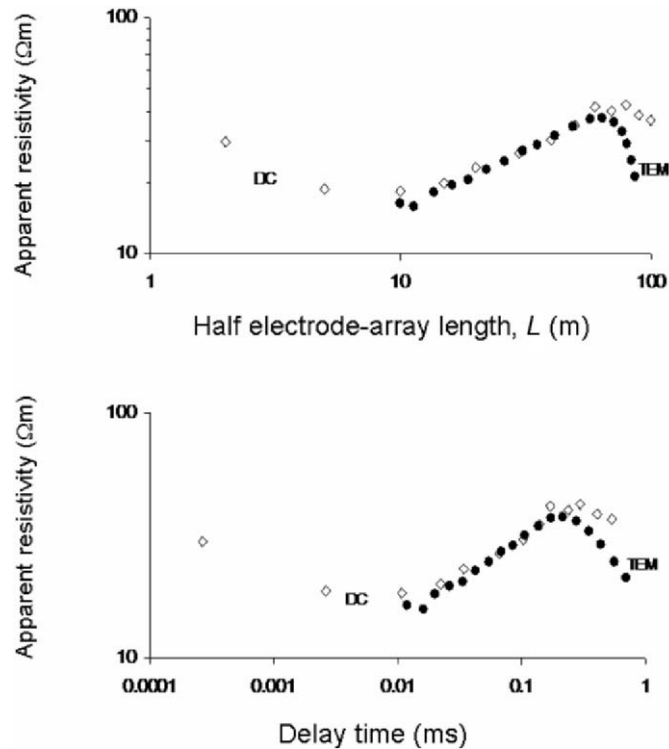 Apparent resistivity (Ωm)
100
10
DC
TEM
1
10
100
Half electrode-array length, L (m)
Apparent resistivity (Ωm)
100
10
DC
TEM
0.0001
0.001
0.01
0.1
1
Delay time (ms)